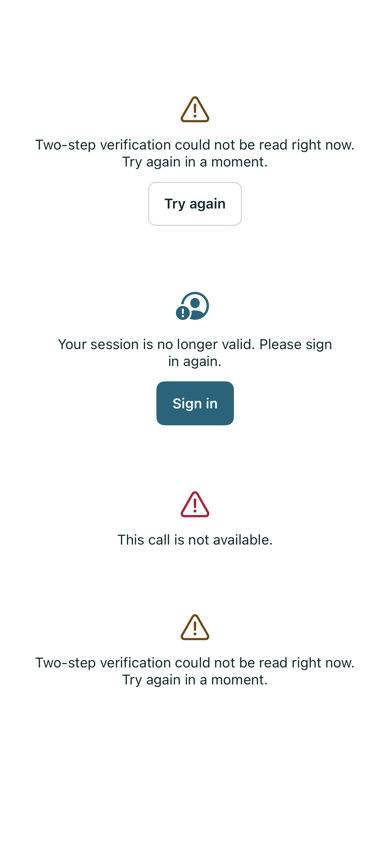 Two-step verification could not be read right now.
Try again in a moment.
Try again
Your session is no longer valid. Please sign
in again.
Sign in
This call is not available.
Two-step verification could not be read right now.
Try again in a moment.